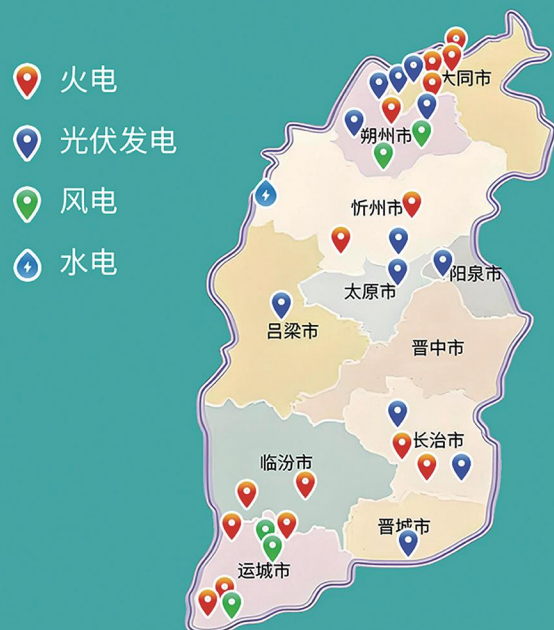 火电
光伏发电
风电
水电
大同市
朔州市
忻州市
太原市
阳泉市
吕梁市
晋中市
长治市
临汾市
晋城市
运城市